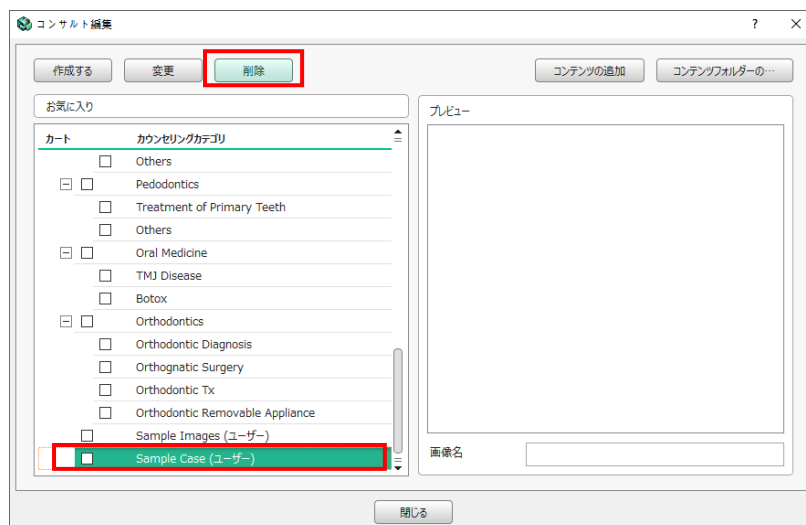 コンサルト編集
作成する 変更 削除 コンテンツの追加 コンテンツフォルダーの…
お気に入り
プレビュー
カート カウンセリングカテゴリ
Others
Pedodontics
Treatment of Primary Teeth
Others
Oral Medicine
TMJ Disease
Botox
Orthodontics
Orthodontic Diagnosis
Orthognatic Surgery
Orthodontic Tx
Orthodontic Removable Appliance
Sample Images (ユーザー)
Sample Case (ユーザー)
画像名
閉じる